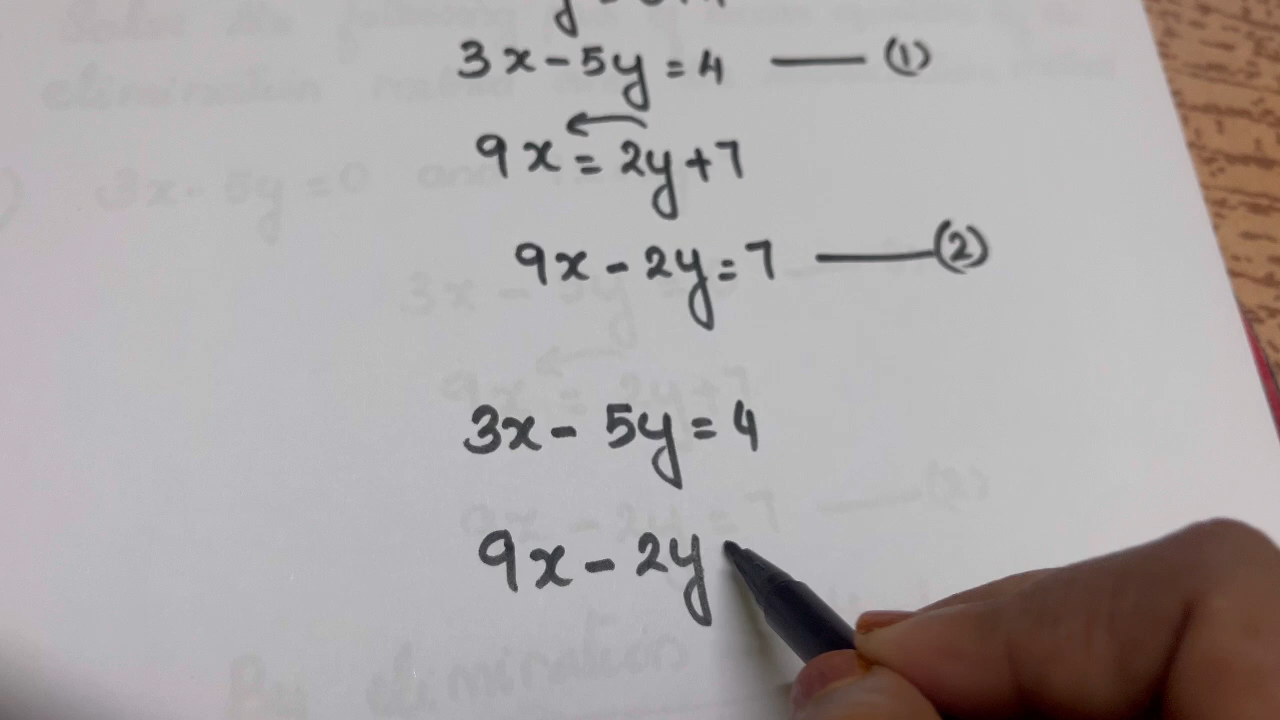 3x - 5y = 4 —— (1)
9x = 2y + 7
9x - 2y = 7 —— (2)
3x - 5y = 4
9x - 2y